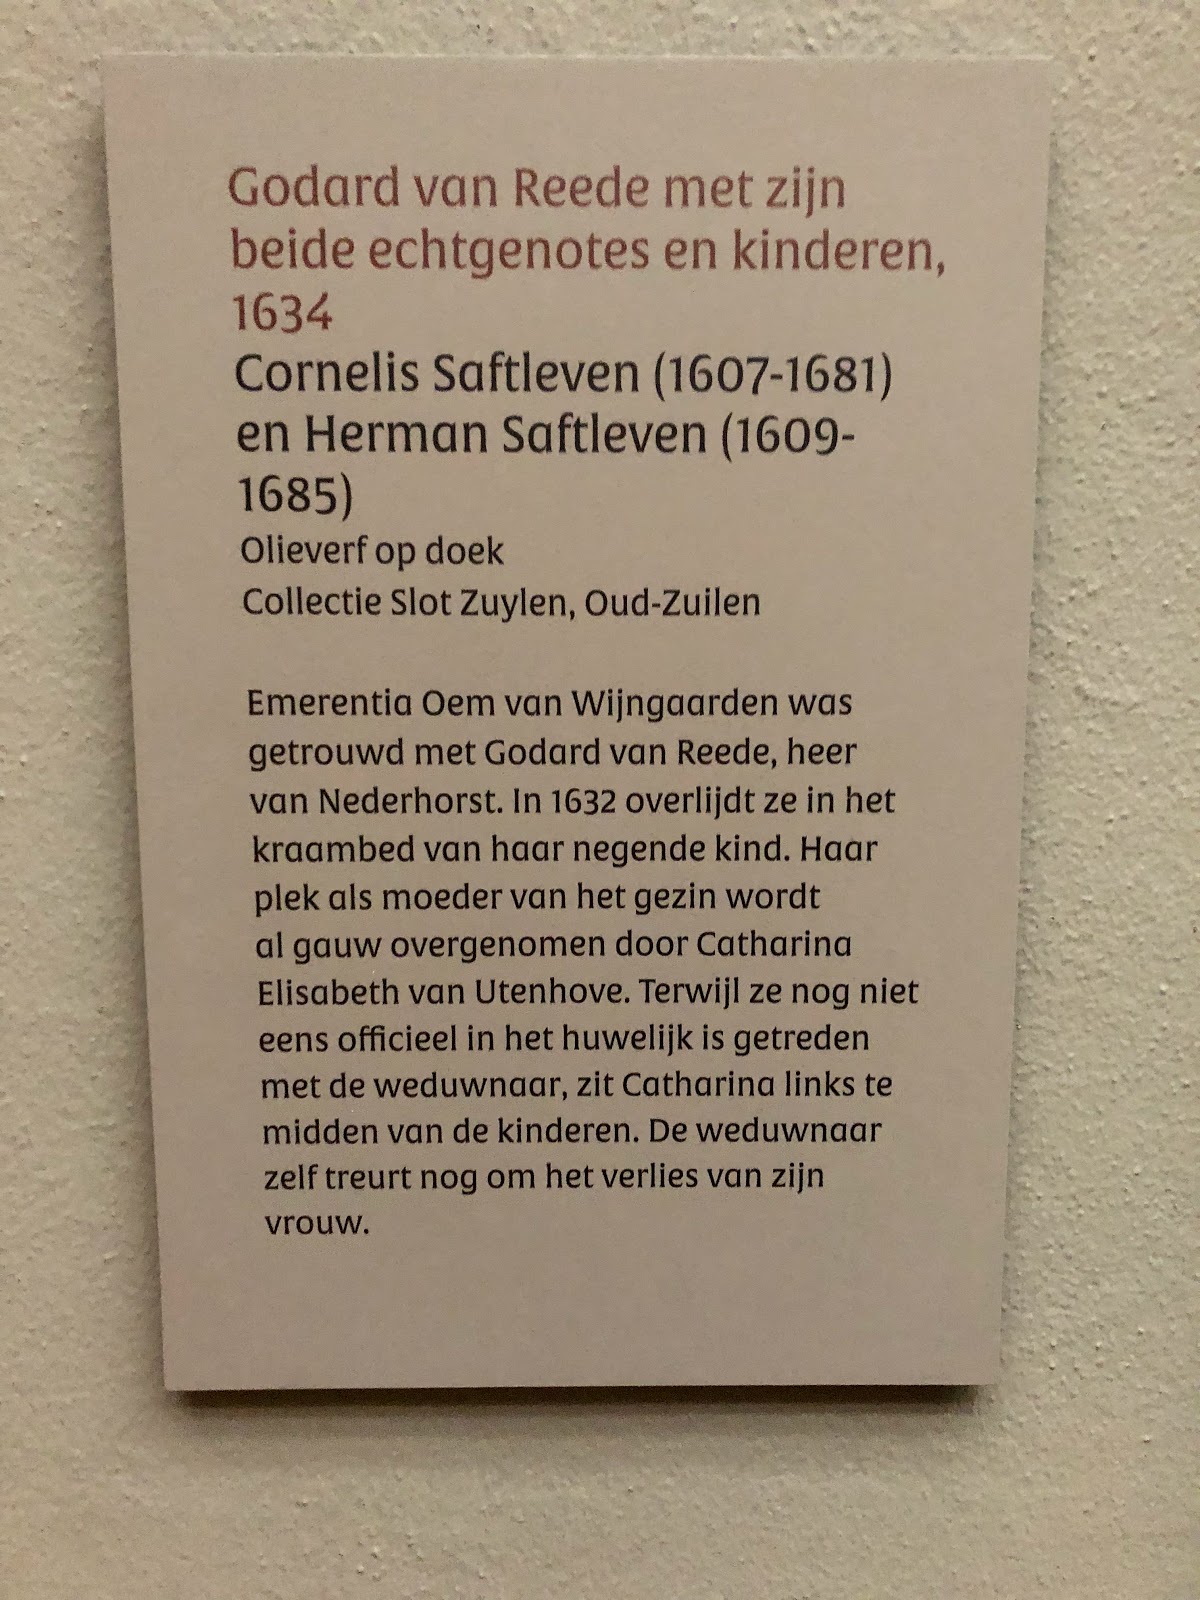 Godard van Reede met zijn
beide echtgenotes en kinderen,
1634
Cornelis Saftleven (1607-1681)
en Herman Saftleven (1609-
1685)
Olieverf op doek
Collectie Slot Zuylen, Oud-Zuilen
Emerentia Oem van Wijngaarden was
getrouwd met Godard van Reede, heer
van Nederhorst. In 1632 overlijdt ze in het
kraambed van haar negende kind. Haar
plek als moeder van het gezin wordt
al gauw overgenomen door Catharina
Elisabeth van Utenhove. Terwijl ze nog niet
eens officieel in het huwelijk is getreden
met de weduwnaar, zit Catharina links te
midden van de kinderen. De weduwnaar
zelf treurt nog om het verlies van zijn
vrouw.